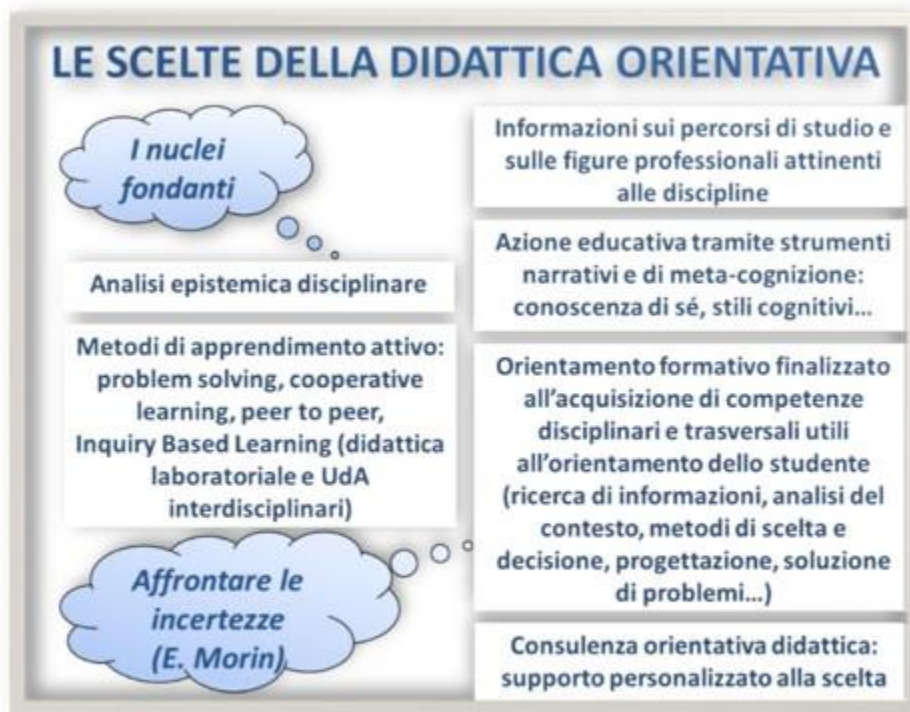 LE SCELTE DELLA DIDATTICA ORIENTATIVA
I nuclei
fondanti
Analisi epistemica disciplinare
Metodi di apprendimento attivo:
problem solving, cooperative
learning, peer to peer,
Inquiry Based Learning (didattica
laboratoriale e UdA
interdisciplinari)
Affrontare le
incertezze
(E. Morin)
Informazioni sui percorsi di studio e
sulle figure professionali attinenti
alle discipline
Azione educativa tramite strumenti
narrativi e di meta-cognizione:
conoscenza di sé, stili cognitivi…
Orientamento formativo finalizzato
all’acquisizione di competenze
disciplinari e trasversali utili
all’orientamento dello studente
(ricerca di informazioni, analisi del
contesto, metodi di scelta e
decisione, progettazione, soluzione
di problemi…)
Consulenza orientativa didattica:
supporto personalizzato alla scelta